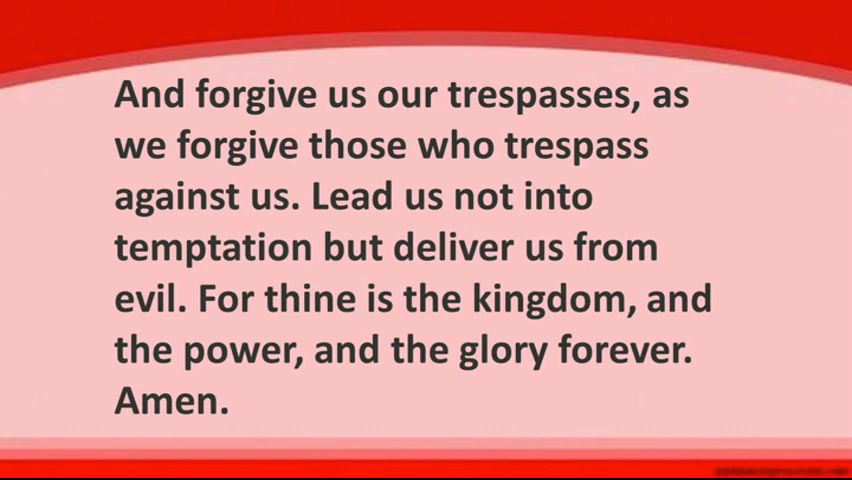 And forgive us our trespasses, as
we forgive those who trespass
against us. Lead us not into
temptation but deliver us from
evil. For thine is the kingdom, and
the power, and the glory forever.
Amen.